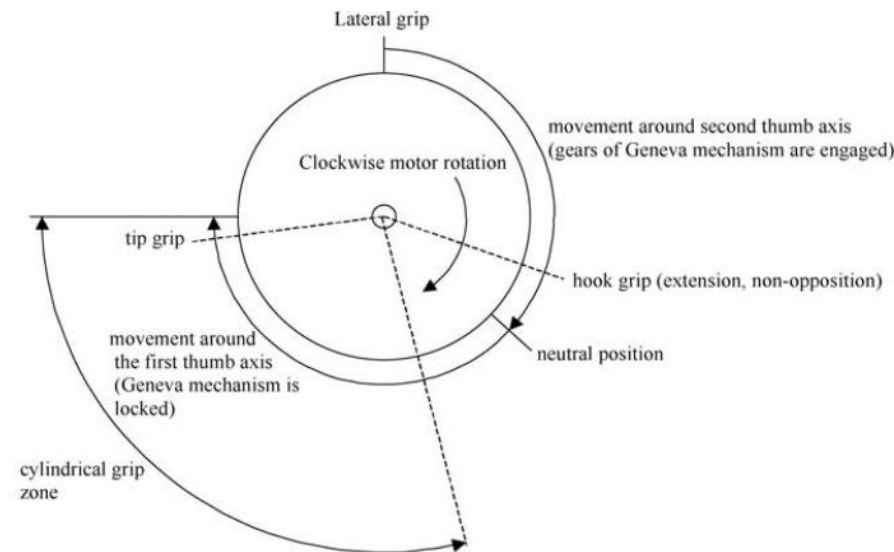 Lateral grip
movement around second thumb axis
(gears of Geneva mechanism are engaged)
Clockwise motor rotation
tip grip
hook grip (extension, non-opposition)
movement around
the first thumb axis
(Geneva mechanism is
locked)
neutral position
cylindrical grip
zone